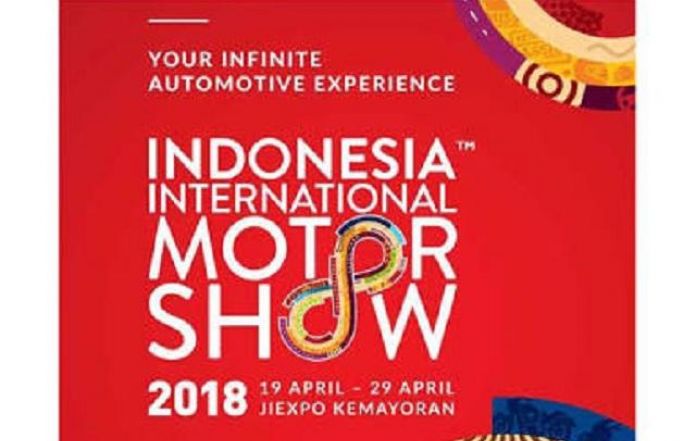 YOUR INFINITE
AUTOMOTIVE EXPERIENCE
INDONESIA™
INTERNATIONAL
MOTOR
SHOW
2018 19 APRIL – 29 APRIL
JIEXPO KEMAYORAN